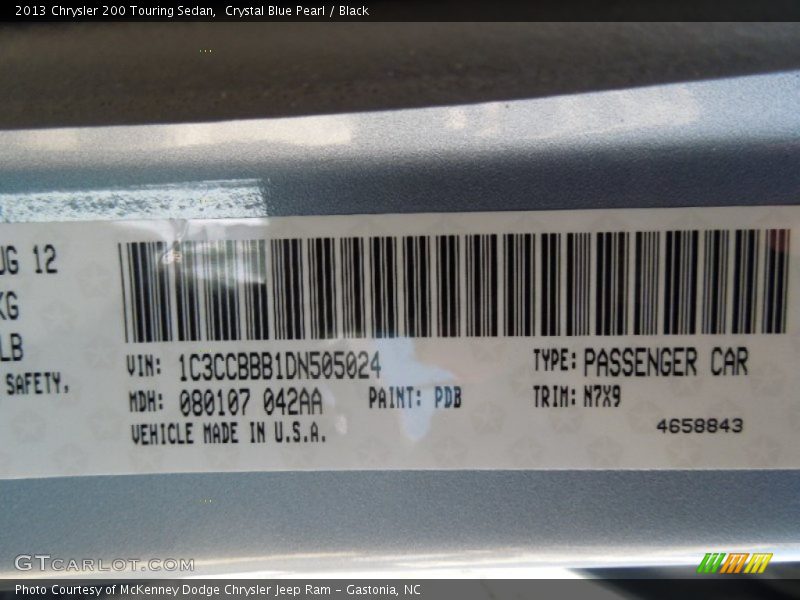 2013 Chrysler 200 Touring Sedan, Crystal Blue Pearl / Black
12
KG
LB
SAFETY.
VIN: 1C3CCBBB1DN505024 TYPE: PASSENGER CAR
MDH: 080107 042AA PAINT: PDB TRIM: N7X9
VEHICLE MADE IN U.S.A.
4658843
GTCARLOT.COM
Photo Courtesy of McKenney Dodge Chrysler Jeep Ram – Gastonia, NC